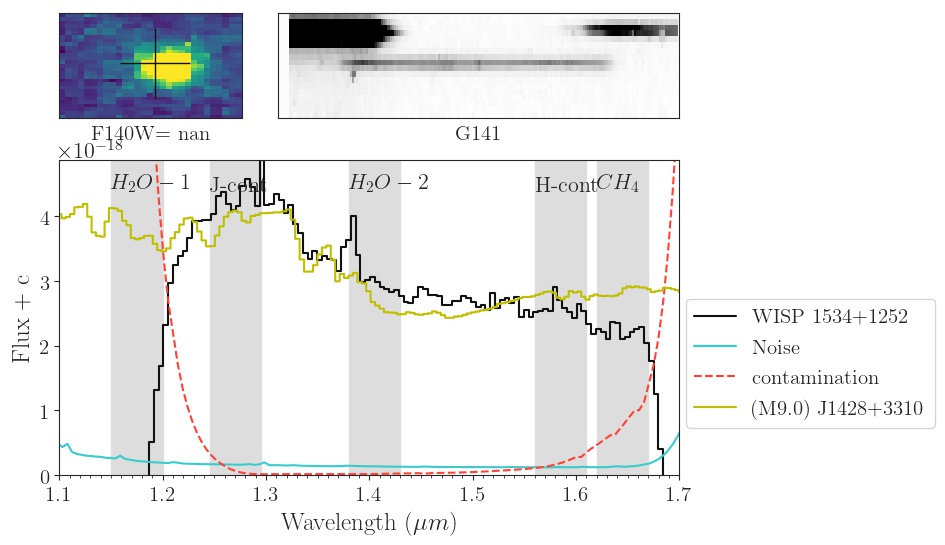 F140W= nan
G141
×10⁻¹⁸
H₂O − 1
J-cont
H₂O − 2
H-cont
CH₄
4
3
2
1
0
Flux + c
1.1 1.2 1.3 1.4 1.5 1.6 1.7
Wavelength (μm)
WISP 1534+1252
Noise
contamination
(M9.0) J1428+3310